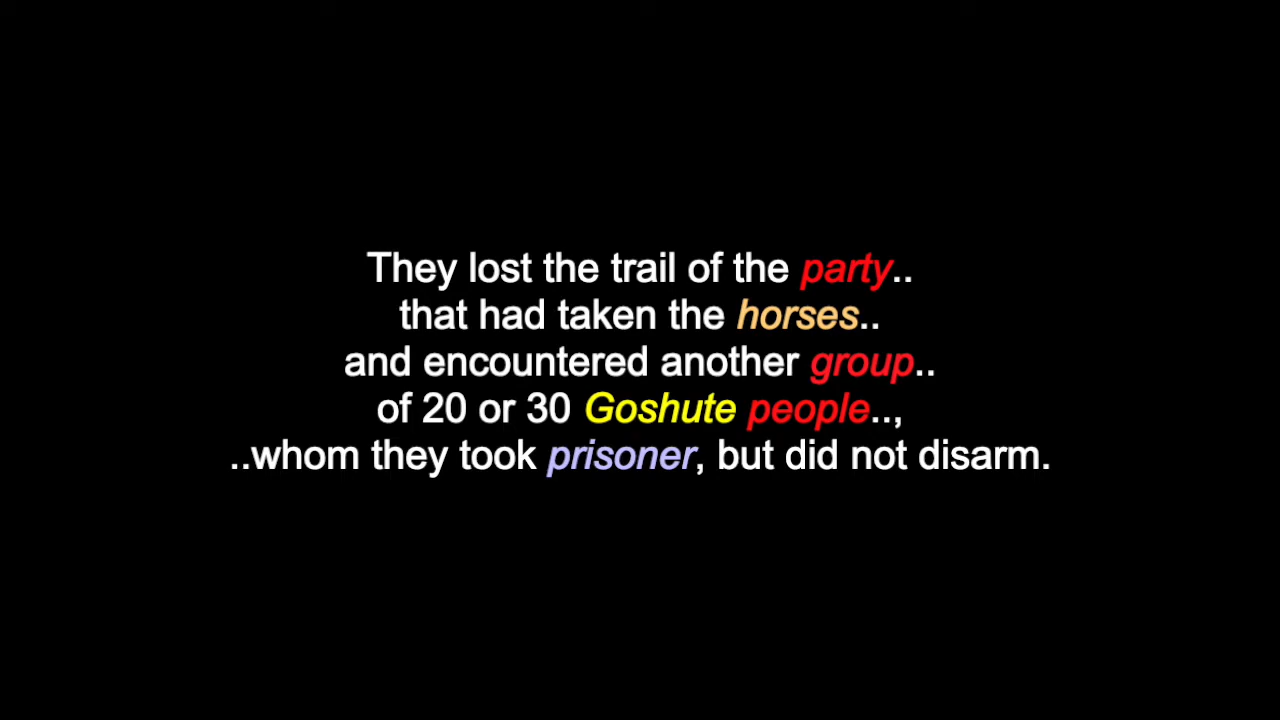 They lost the trail of the party..
that had taken the horses..
and encountered another group..
of 20 or 30 Goshute people..,
..whom they took prisoner, but did not disarm.